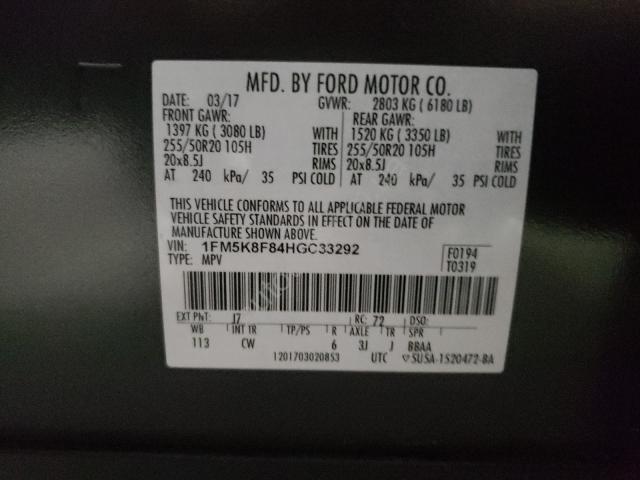 MFD. BY FORD MOTOR CO.
DATE: 03/17 GVWR: 2803 KG ( 6180 LB)
FRONT GAWR: REAR GAWR:
1397 KG ( 3080 LB) WITH 1520 KG ( 3350 LB) WITH
255/50R20 105H TIRES 255/50R20 105H TIRES
20x8.5J RIMS 20x8.5J RIMS
AT 240 kPa/ 35 PSI COLD AT 240 kPa/ 35 PSI COLD
THIS VEHICLE CONFORMS TO ALL APPLICABLE FEDERAL MOTOR
VEHICLE SAFETY STANDARDS IN EFFECT ON THE DATE OF
MANUFACTURE SHOWN ABOVE.
VIN: 1FM5K8F84HGC33292 F0194
TYPE: MPV T0319
EXT PNT: J7 RC: 72 DSO:
WB INT TR TP/PS R AXLE TR SPR
113 CW 6 3J J BBAA
1201703020853 UTC SU5A-1520472-BA